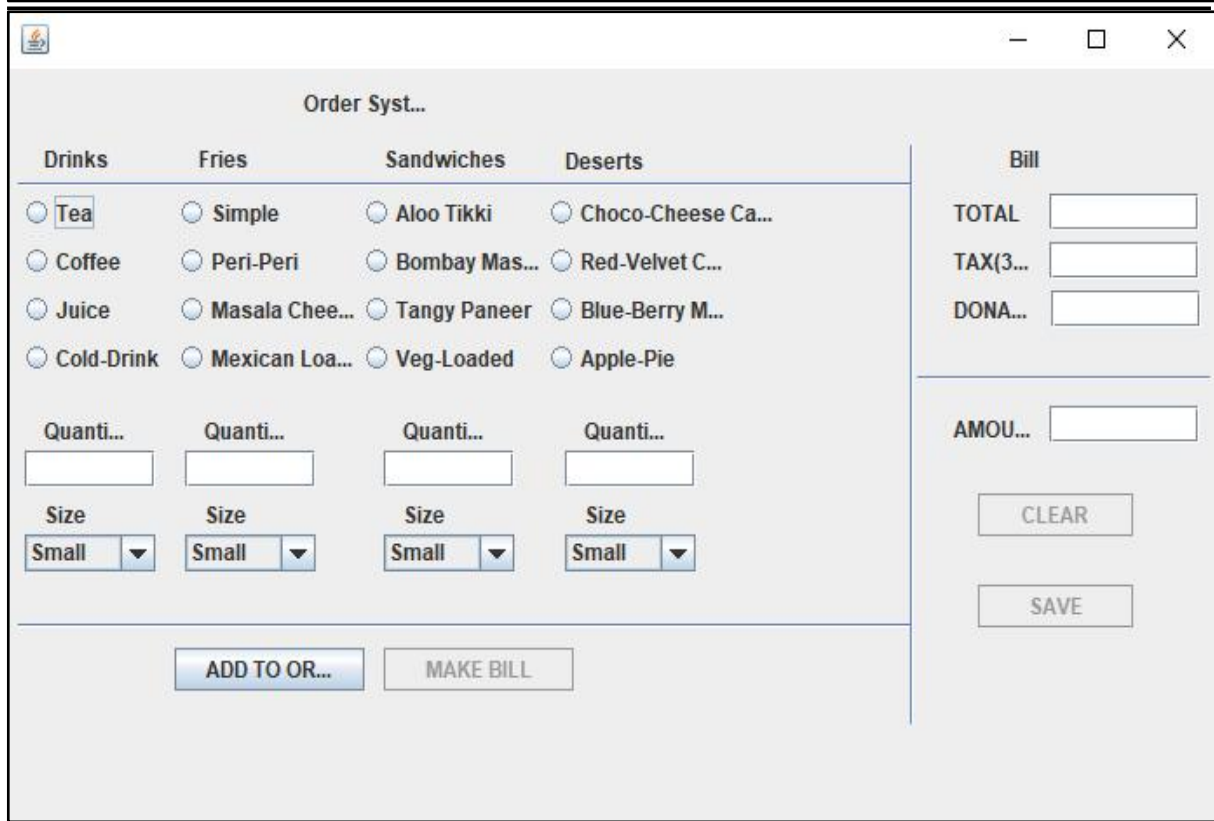 Order Syst...
Drinks Fries Sandwiches Deserts Bill
Tea Simple Aloo Tikki Choco-Cheese Ca... TOTAL
Coffee Peri-Peri Bombay Mas... Red-Velvet C... TAX(3...
Juice Masala Chee... Tangy Paneer Blue-Berry M... DONA...
Cold-Drink Mexican Loa... Veg-Loaded Apple-Pie
Quanti... Quanti... Quanti... Quanti... AMOU...
Size Size Size Size CLEAR
Small Small Small Small
SAVE
ADD TO OR... MAKE BILL